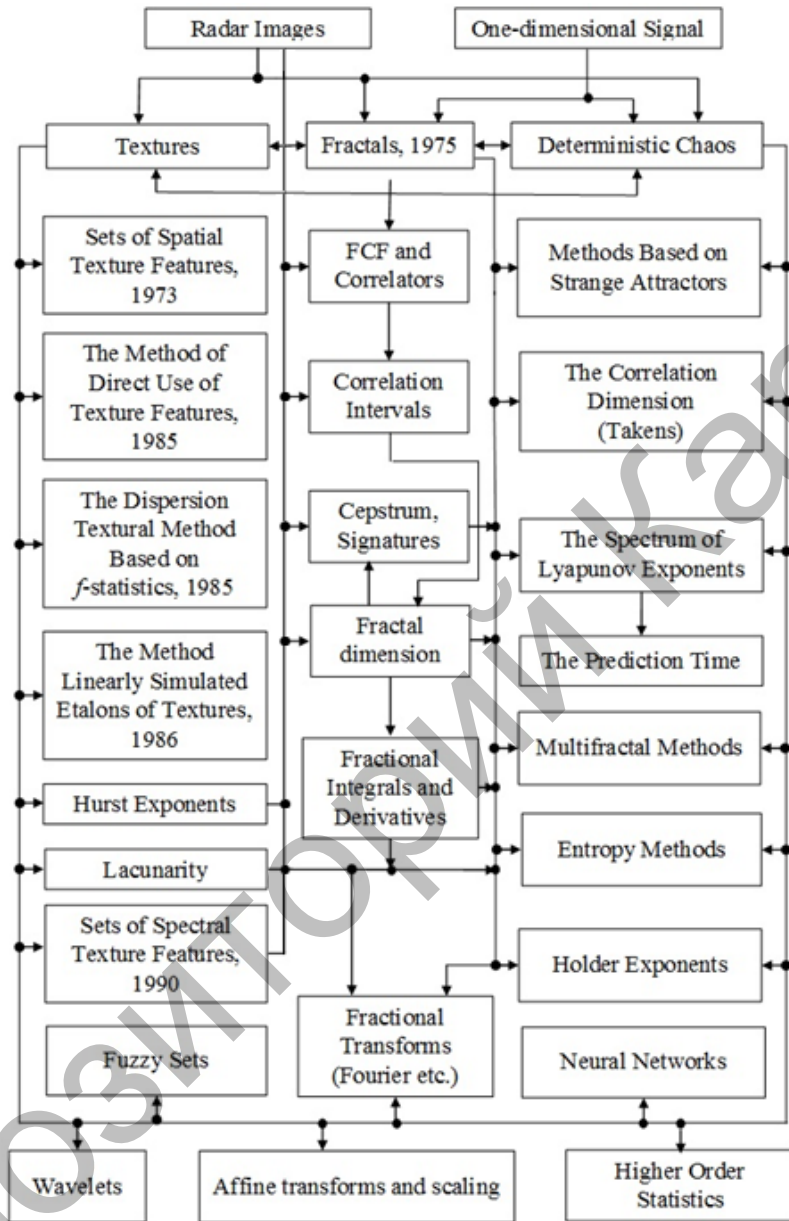 Radar Images
One-dimensional Signal
Textures
Fractals, 1975
Deterministic Chaos
Sets of Spatial
Texture Features,
1973
FCF and
Correlators
Methods Based on
Strange Attractors
The Method of
Direct Use of
Texture Features,
1985
Correlation
Intervals
The Correlation
Dimension
(Takens)
The Dispersion
Textural Method
Based on
f-statistics, 1985
Cepstrum,
Signatures
The Spectrum of
Lyapunov Exponents
Fractal
dimension
The Prediction Time
The Method
Linearly Simulated
Etalons of Textures,
1986
Fractional
Integrals and
Derivatives
Multifractal Methods
Hurst Exponents
Lacunarity
Entropy Methods
Sets of Spectral
Texture Features,
1990
Holder Exponents
Fractional
Transforms
(Fourier etc.)
Fuzzy Sets
Neural Networks
Wavelets
Affine transforms and scaling
Higher Order
Statistics
озиторий Кар